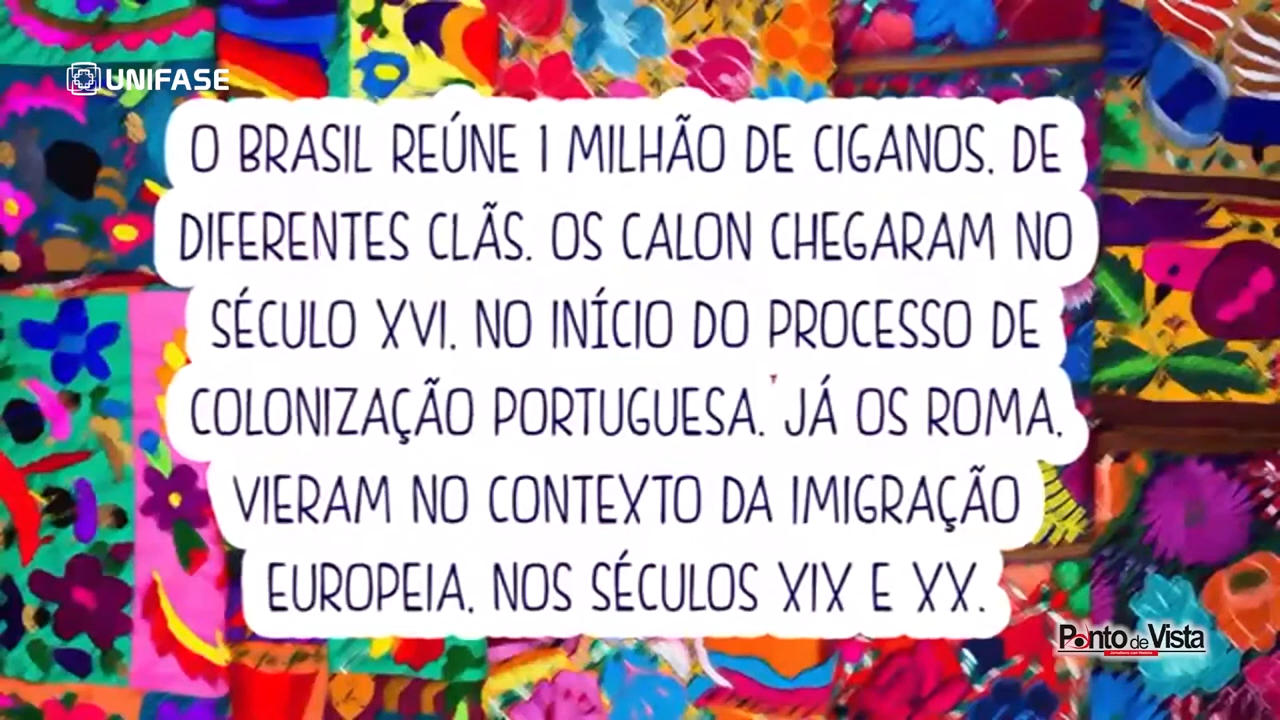 UNIFASE
O BRASIL REÚNE 1 MILHÃO DE CIGANOS, DE
DIFERENTES CLÃS. OS CALON CHEGARAM NO
SÉCULO XVI, NO INÍCIO DO PROCESSO DE
COLONIZAÇÃO PORTUGUESA. JÁ OS ROMA,
VIERAM NO CONTEXTO DA IMIGRAÇÃO
EUROPEIA, NOS SÉCULOS XIX E XX.
Ponto de Vista